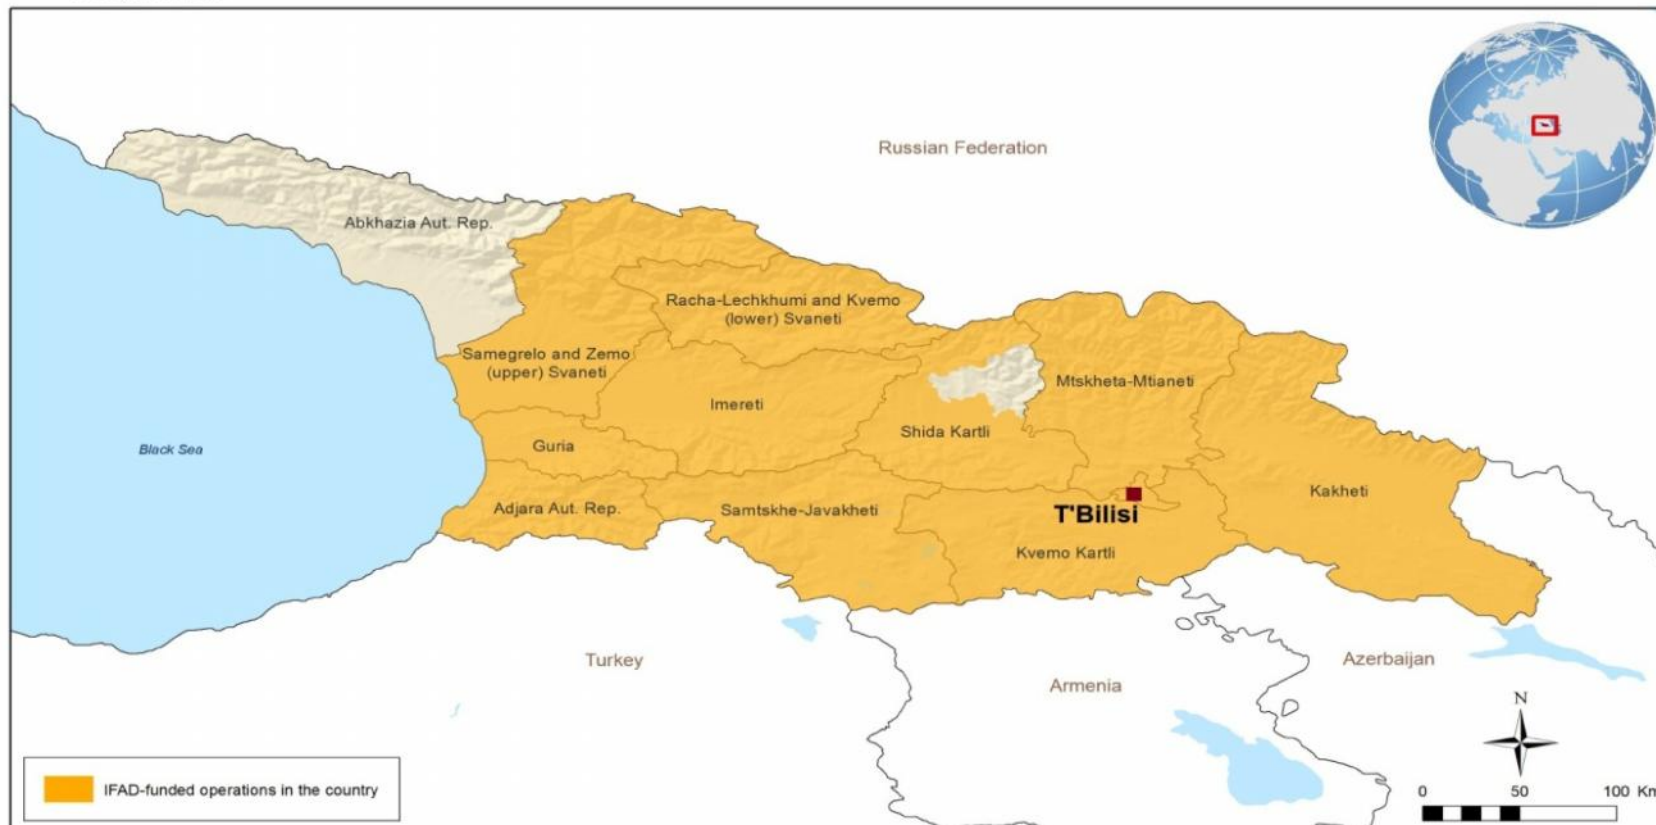 Russian Federation
Abkhazia Aut. Rep.
Racha-Lechkhumi and Kvemo
(lower) Svaneti
Samegrelo and Zemo
(upper) Svaneti
Mtskheta-Mtianeti
Imereti
Shida Kartli
Guria
Black Sea
Kakheti
Adjara Aut. Rep.
Samtskhe-Javakheti
T'Bilisi
Kvemo Kartli
Turkey
Azerbaijan
Armenia
N
IFAD-funded operations in the country
0 50 100 Km